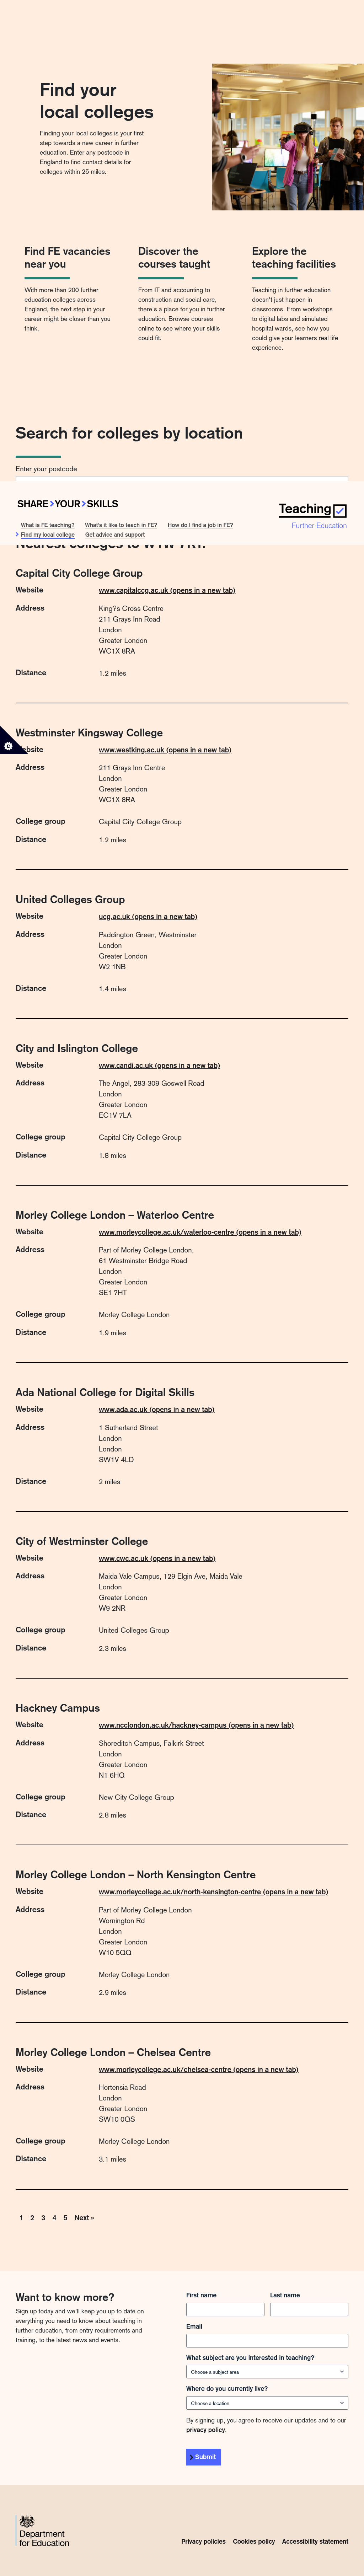 Find your
local colleges
Finding your local colleges is your first
step towards a new career in further
education. Enter any postcode in
England to find contact details for
colleges within 25 miles.
Find FE vacancies
near you
With more than 200 further
education colleges across
England, the next step in your
career might be closer than you
think.
Discover the
courses taught
From IT and accounting to
construction and social care,
there's a place for you in further
education. Browse courses
online to see where your skills
could fit.
Explore the
teaching facilities
Teaching in further education
doesn't just happen in
classrooms. From workshops
to digital labs and simulated
hospital wards, see how you
could give your learners real life
experience.
Search for colleges by location
Enter your postcode
SHARE YOUR SKILLS
Teaching
Further Education
What is FE teaching? What's it like to teach in FE? How do I find a job in FE?
Find my local college Get advice and support
Nearest colleges to W1W 7RT:
Capital City College Group
Website www.capitalccg.ac.uk (opens in a new tab)
Address King?s Cross Centre
211 Grays Inn Road
London
Greater London
WC1X 8RA
Distance 1.2 miles
Westminster Kingsway College
Website www.westking.ac.uk (opens in a new tab)
Address 211 Grays Inn Centre
London
Greater London
WC1X 8RA
College group Capital City College Group
Distance 1.2 miles
United Colleges Group
Website ucg.ac.uk (opens in a new tab)
Address Paddington Green, Westminster
London
Greater London
W2 1NB
Distance 1.4 miles
City and Islington College
Website www.candi.ac.uk (opens in a new tab)
Address The Angel, 283-309 Goswell Road
London
Greater London
EC1V 7LA
College group Capital City College Group
Distance 1.8 miles
Morley College London – Waterloo Centre
Website www.morleycollege.ac.uk/waterloo-centre (opens in a new tab)
Address Part of Morley College London,
61 Westminster Bridge Road
London
Greater London
SE1 7HT
College group Morley College London
Distance 1.9 miles
Ada National College for Digital Skills
Website www.ada.ac.uk (opens in a new tab)
Address 1 Sutherland Street
London
London
SW1V 4LD
Distance 2 miles
City of Westminster College
Website www.cwc.ac.uk (opens in a new tab)
Address Maida Vale Campus, 129 Elgin Ave, Maida Vale
London
Greater London
W9 2NR
College group United Colleges Group
Distance 2.3 miles
Hackney Campus
Website www.ncclondon.ac.uk/hackney-campus (opens in a new tab)
Address Shoreditch Campus, Falkirk Street
London
Greater London
N1 6HQ
College group New City College Group
Distance 2.8 miles
Morley College London – North Kensington Centre
Website www.morleycollege.ac.uk/north-kensington-centre (opens in a new tab)
Address Part of Morley College London
Wornington Rd
London
Greater London
W10 5QQ
College group Morley College London
Distance 2.9 miles
Morley College London – Chelsea Centre
Website www.morleycollege.ac.uk/chelsea-centre (opens in a new tab)
Address Hortensia Road
London
Greater London
SW10 0QS
College group Morley College London
Distance 3.1 miles
1 2 3 4 5 Next »
Want to know more?
Sign up today and we'll keep you up to date on
everything you need to know about teaching in
further education, from entry requirements and
training, to the latest news and events.
First name Last name
Email
What subject are you interested in teaching?
Choose a subject area
Where do you currently live?
Choose a location
By signing up, you agree to receive our updates and to our
privacy policy.
Submit
Department
for Education
Privacy policies Cookies policy Accessibility statement